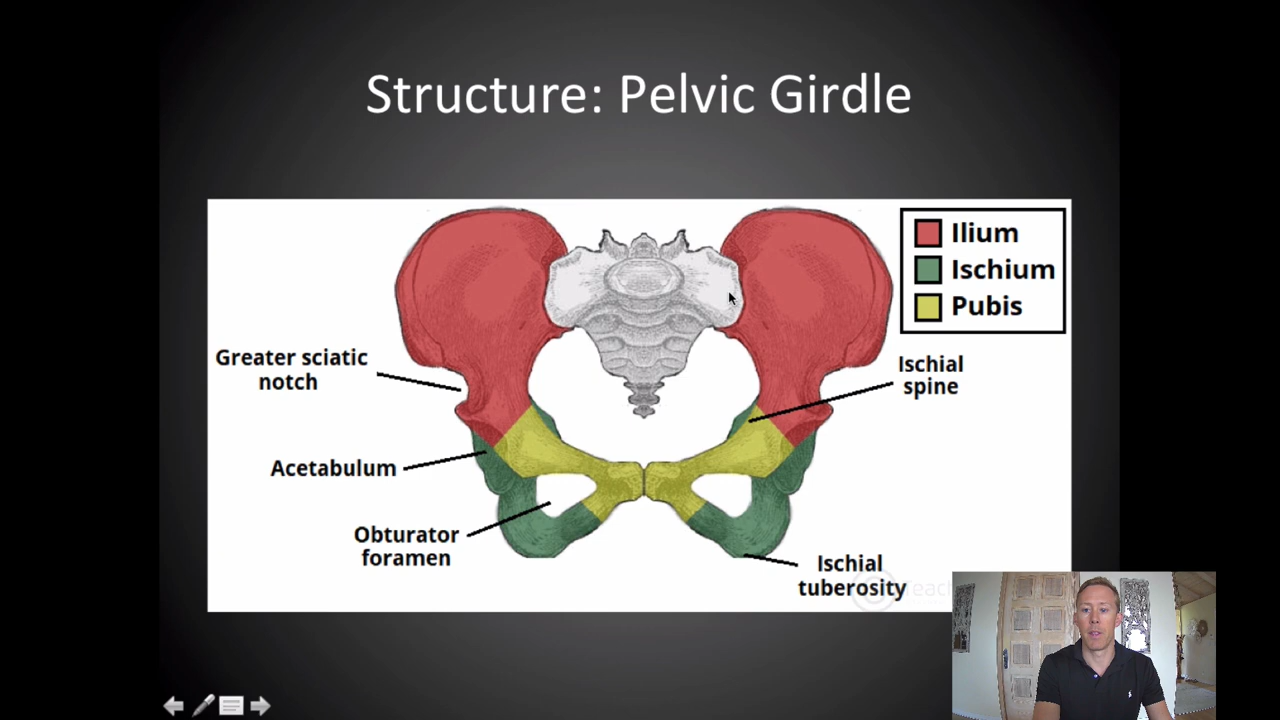 Structure: Pelvic Girdle
Ilium
Ischium
Pubis
Greater sciatic
notch
Ischial
spine
Acetabulum
Obturator
foramen
Ischial
tuberosity